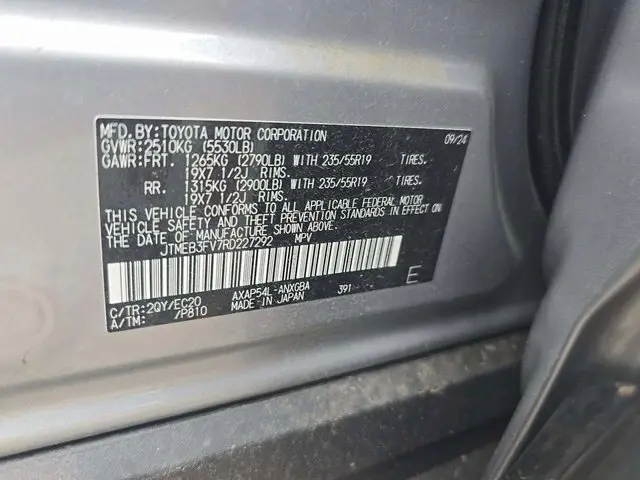 MFD. BY:TOYOTA MOTOR CORPORATION 09/24
GVWR:2510KG (5530LB)
GAWR:FRT. 1265KG (2790LB) WITH 235/55R19 TIRES.
19X7 1/2J RIMS.
RR. 1315KG (2900LB) WITH 235/55R19 TIRES.
19X7 1/2J RIMS.
THIS VEHICLE CONFORMS TO ALL APPLICABLE FEDERAL MOTOR
VEHICLE SAFETY AND THEFT PREVENTION STANDARDS IN EFFECT ON
THE DATE OF MANUFACTURE SHOWN ABOVE.
JTMEB3FV7RD227292 MPV
C/TR:2QY/EC20 AXAP54L-ANXGBA 391 E
A/TM: /P810 MADE IN JAPAN